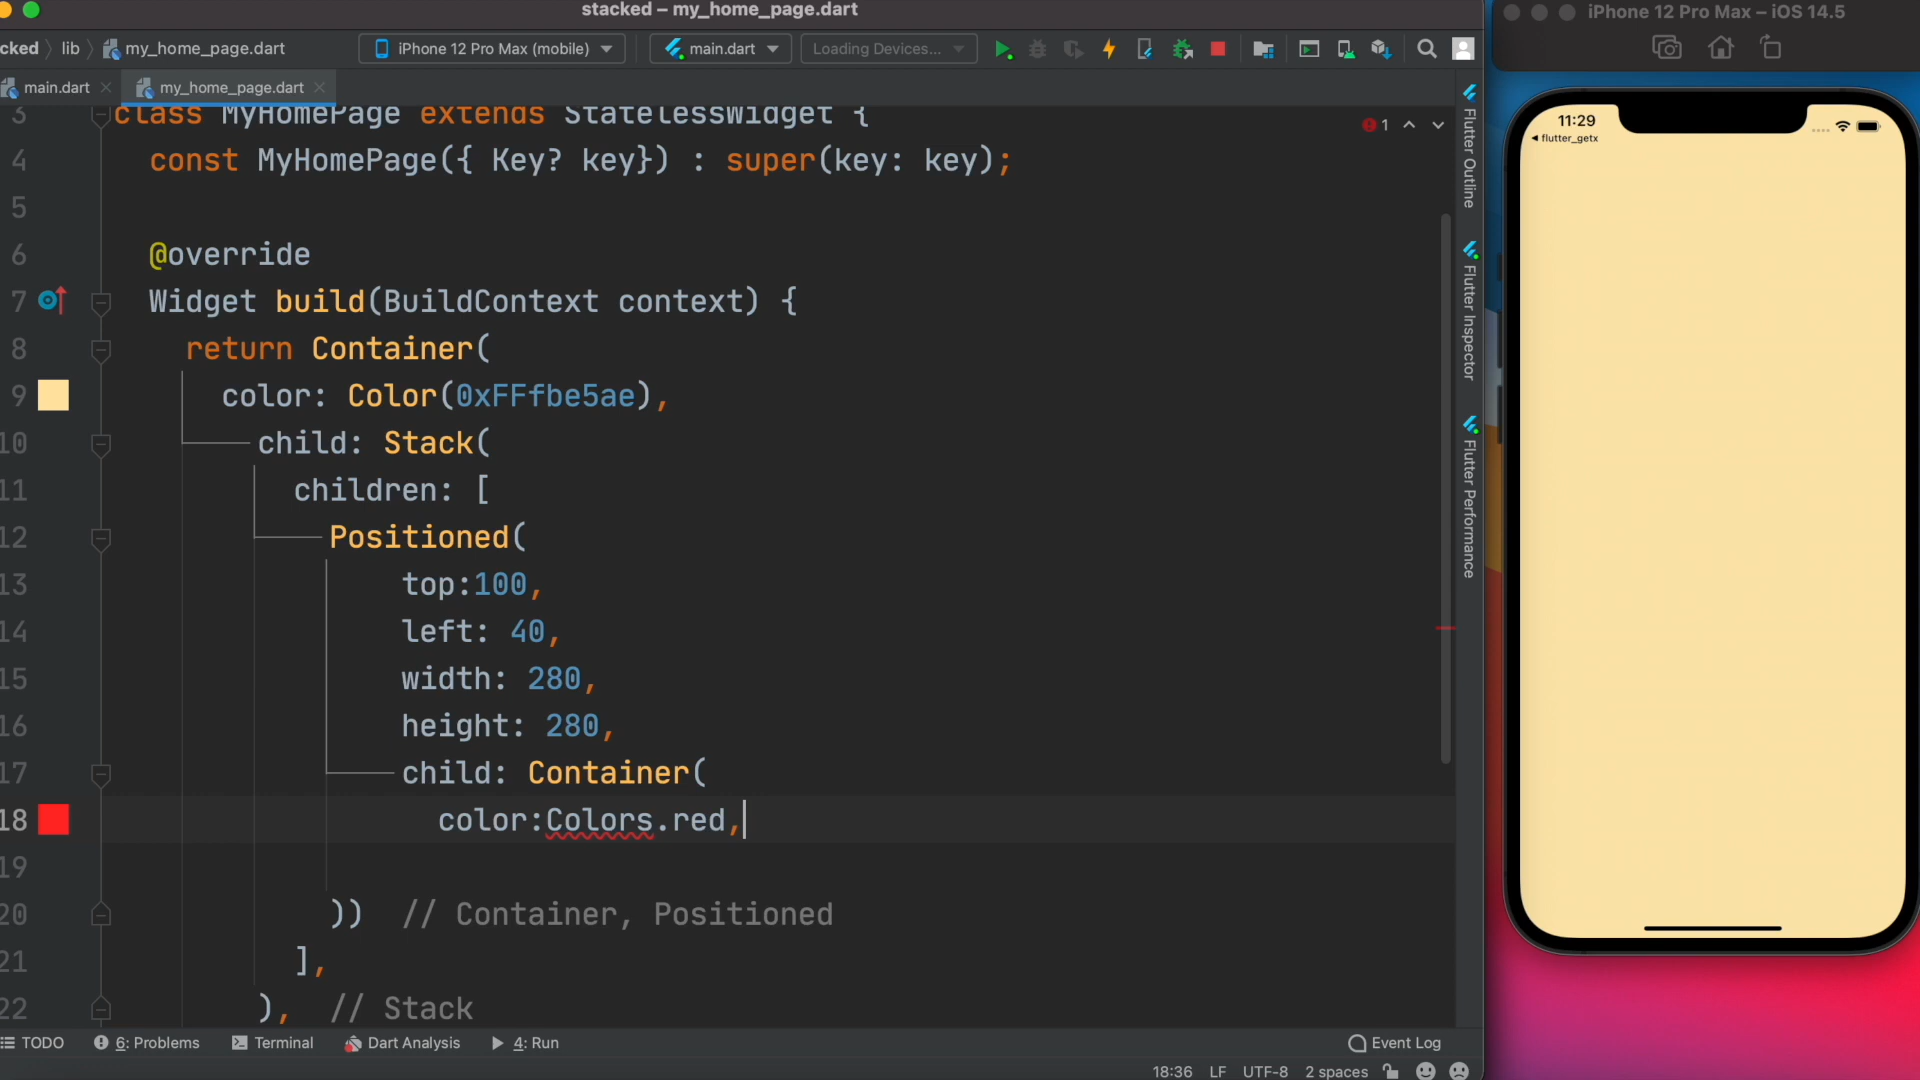 stacked – my_home_page.dart
iPhone 12 Pro Max – iOS 14.5
cked lib my_home_page.dart
iPhone 12 Pro Max (mobile)
main.dart
Loading Devices...
main.dart
my_home_page.dart
3 class MyHomePage extends StatelessWidget {
1
4 const MyHomePage({ Key? key}) : super(key: key);
5
6 @override
7 Widget build(BuildContext context) {
8 return Container(
9 color: Color(0xFFfbe5ae),
10 child: Stack(
11 children: [
12 Positioned(
13 top:100,
14 left: 40,
15 width: 280,
16 height: 280,
17 child: Container(
18 color:Colors.red,
19
20 )) // Container, Positioned
21 ],
22 ), // Stack
Flutter Outline
Flutter Inspector
Flutter Performance
11:29
◂ flutter_getx
TODO
6: Problems
Terminal
Dart Analysis
4: Run
Event Log
18:36 LF UTF-8 2 spaces